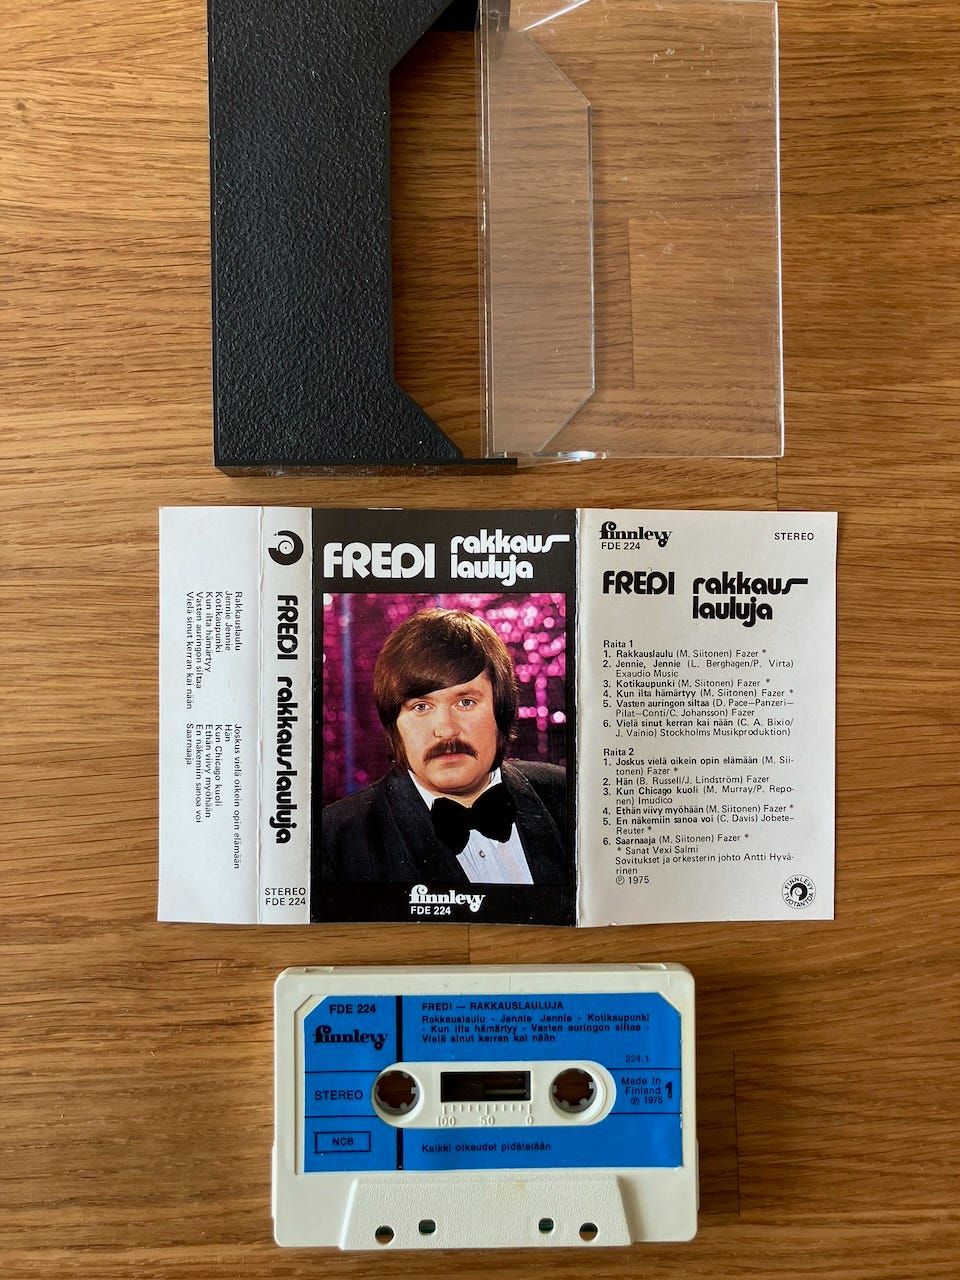 Rakkauslaulu
Jennie Jennie
Kotikaupunki
Kun ilta hämärtyy
Vasten auringon siltaa
Vielä sinut kerran kai nään
Joskus vielä oikein opin elämään
Hän
Kun Chicago kuoli
Ethän viivy myöhään
En näkemiin sanoa voi
Saarnaaja
FREDI rakkauslauluja
STEREO
FDE 224
FREDI rakkaus-
lauluja
finnlevy
FDE 224
finnlevy
FDE 224
STEREO
FREDI rakkaus-
lauluja
Raita 1
1. Rakkauslaulu (M. Siitonen) Fazer *
2. Jennie, Jennie (L. Berghagen/P. Virta)
Exaudio Music
3. Kotikaupunki (M. Siitonen) Fazer *
4. Kun ilta hämärtyy (M. Siitonen) Fazer *
5. Vasten auringon siltaa (D. Pace—Panzeri—
Pilat—Conti/C. Johansson) Fazer
6. Vielä sinut kerran kai nään (C. A. Bixio/
J. Vainio) Stockholms Musikproduktion)
Raita 2
1. Joskus vielä oikein opin elämään (M. Sii-
tonen) Fazer *
2. Hän (B. Russell/J. Lindström) Fazer
3. Kun Chicago kuoli (M. Murray/P. Repo-
nen) Imudico
4. Ethän viivy myöhään (M. Siitonen) Fazer *
5. En näkemiin sanoa voi (C. Davis) Jobete-
Reuter *
6. Saarnaaja (M. Siitonen) Fazer *
* Sanat Vexi Salmi
Sovitukset ja orkesterin johto Antti Hyvä-
rinen
℗ 1975
FINNLEVY
TUOTANTOA
FDE 224
finnlevy
STEREO
NCB
FREDI — RAKKAUSLAULUJA
Rakkauslaulu - Jennie Jennie - Kotikaupunki
- Kun ilta hämärtyy - Vasten auringon siltaa -
Vielä sinut kerran kai nään
224.1
Made in
Finland
℗ 1975
1
100 50 0
Kaikki oikeudet pidätetään